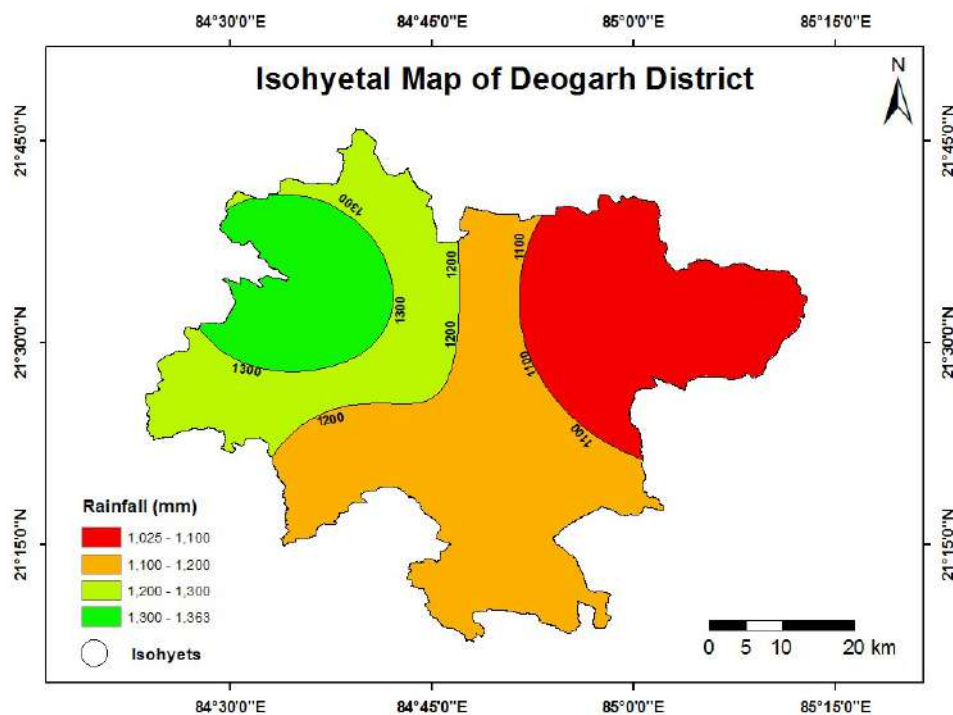 84°30'0"E 84°45'0"E 85°0'0"E 85°15'0"E
Isohyetal Map of Deogarh District
N
21°45'0"N
21°45'0"N
21°30'0"N
21°30'0"N
21°15'0"N
21°15'0"N
1300
1300
1300
1200
1200
1200
1100
1100
1100
Rainfall (mm)
1,025 - 1,100
1,100 - 1,200
1,200 - 1,300
1,300 - 1,363
Isohyets
0 5 10 20 km
84°30'0"E 84°45'0"E 85°0'0"E 85°15'0"E